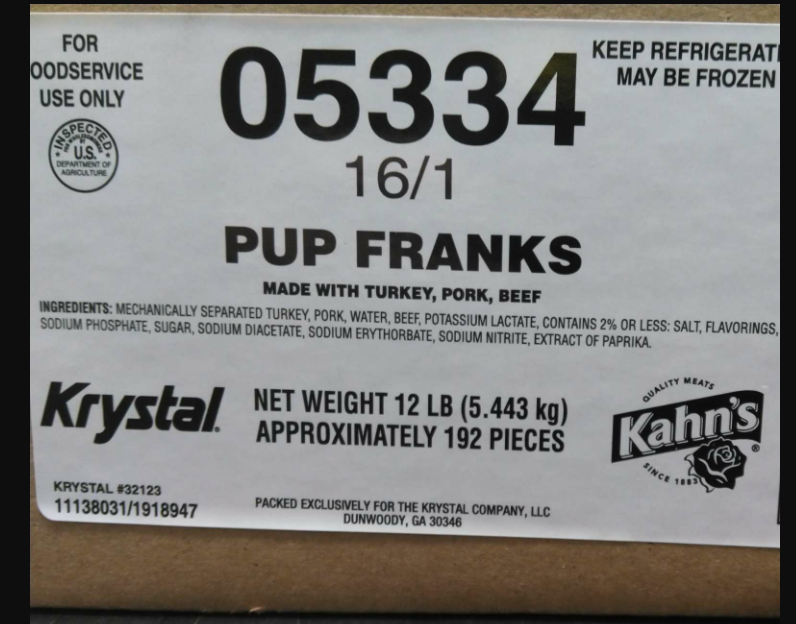 FOR
OODSERVICE
USE ONLY
INSPECTED
FOR WHOLESOMENESS
BY
U.S.
DEPARTMENT OF
AGRICULTURE
05334
16/1
KEEP REFRIGERATI
MAY BE FROZEN
PUP FRANKS
MADE WITH TURKEY, PORK, BEEF
INGREDIENTS: MECHANICALLY SEPARATED TURKEY, PORK, WATER, BEEF, POTASSIUM LACTATE, CONTAINS 2% OR LESS: SALT, FLAVORINGS,
SODIUM PHOSPHATE, SUGAR, SODIUM DIACETATE, SODIUM ERYTHORBATE, SODIUM NITRITE, EXTRACT OF PAPRIKA.
Krystal.
NET WEIGHT 12 LB (5.443 kg)
APPROXIMATELY 192 PIECES
QUALITY MEATS
Kahn's
SINCE 1883
®
KRYSTAL #32123
11138031/1918947
PACKED EXCLUSIVELY FOR THE KRYSTAL COMPANY, LLC
DUNWOODY, GA 30346